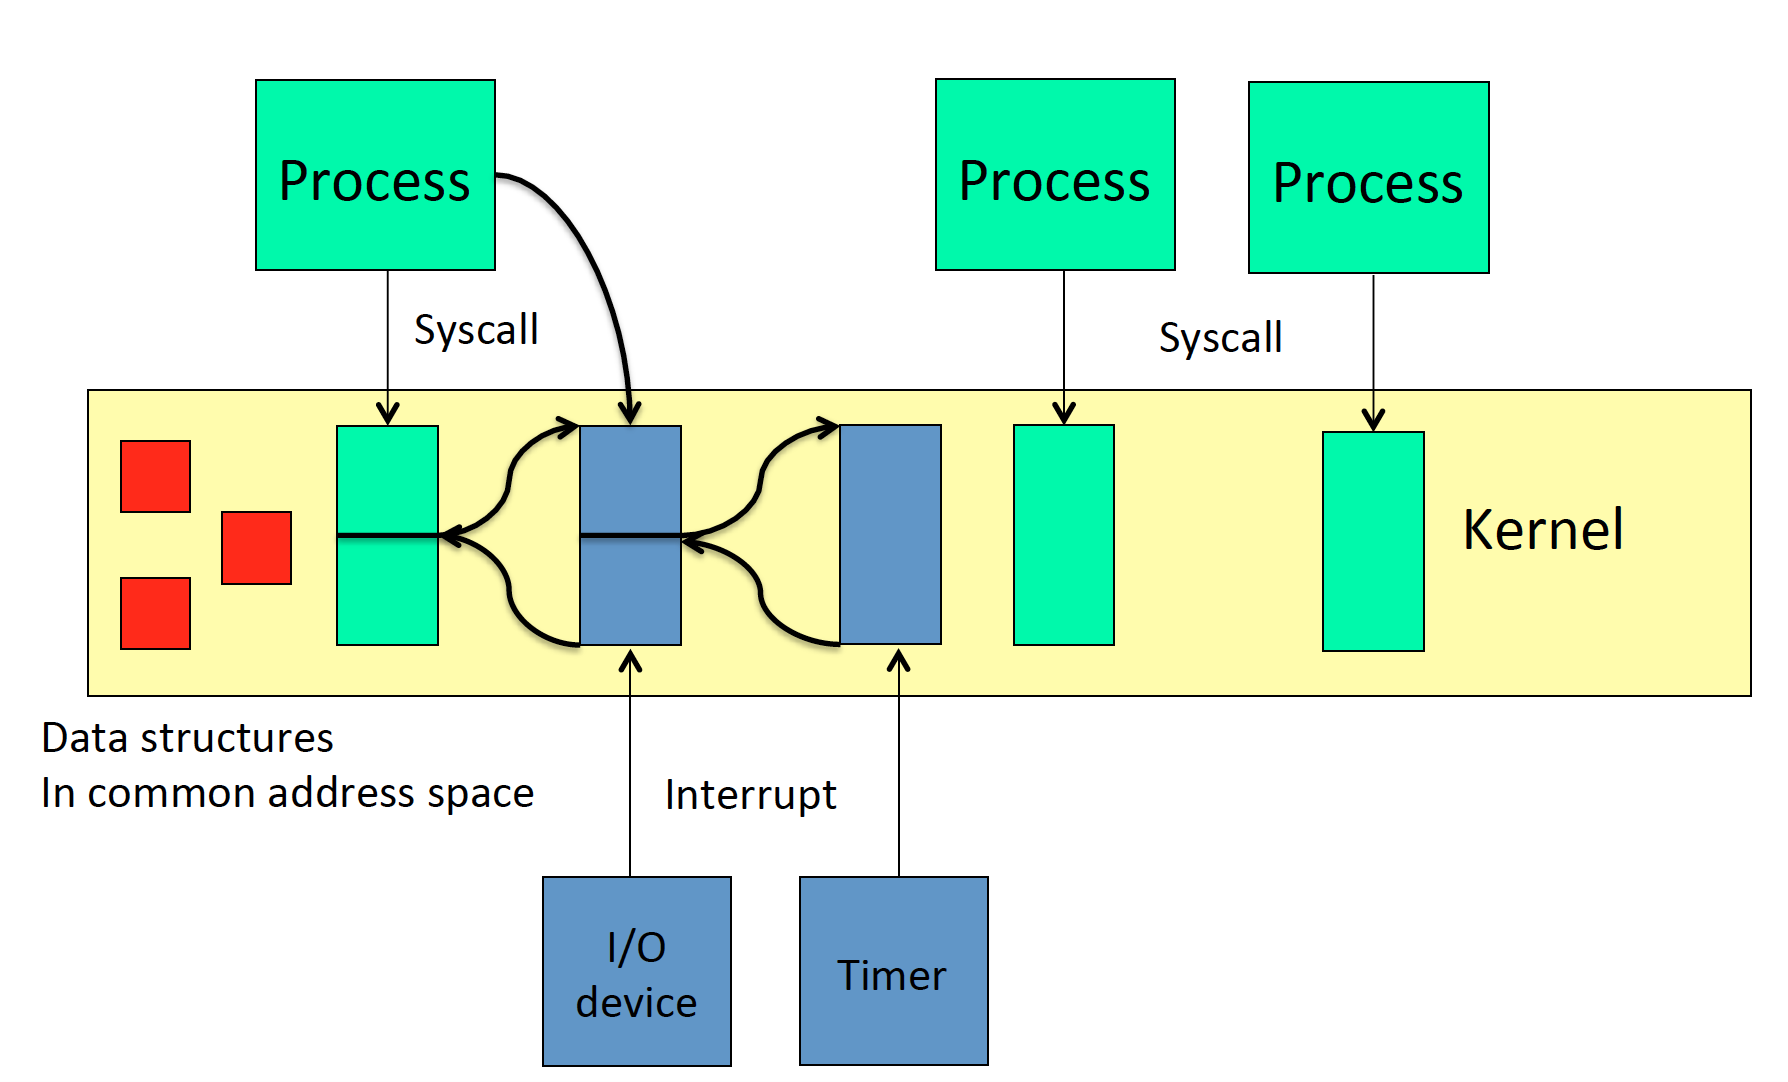 Process
Process
Process
Syscall
Syscall
Kernel
Data structures
In common address space
Interrupt
I/O
device
Timer